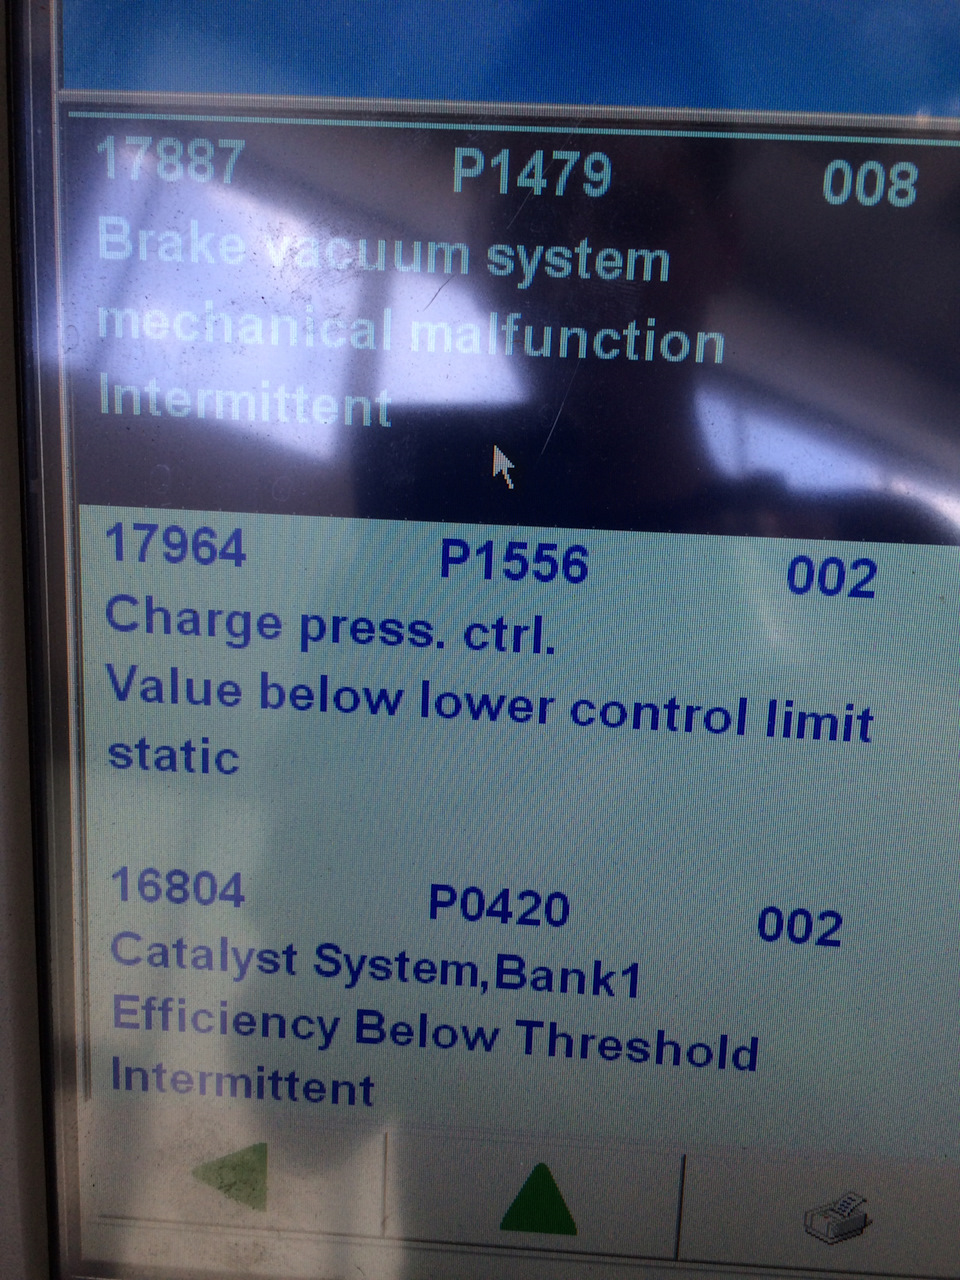 17887 P1479 008
Brake vacuum system
mechanical malfunction
Intermittent
17964 P1556 002
Charge press. ctrl.
Value below lower control limit
static
16804 P0420 002
Catalyst System,Bank1
Efficiency Below Threshold
Intermittent